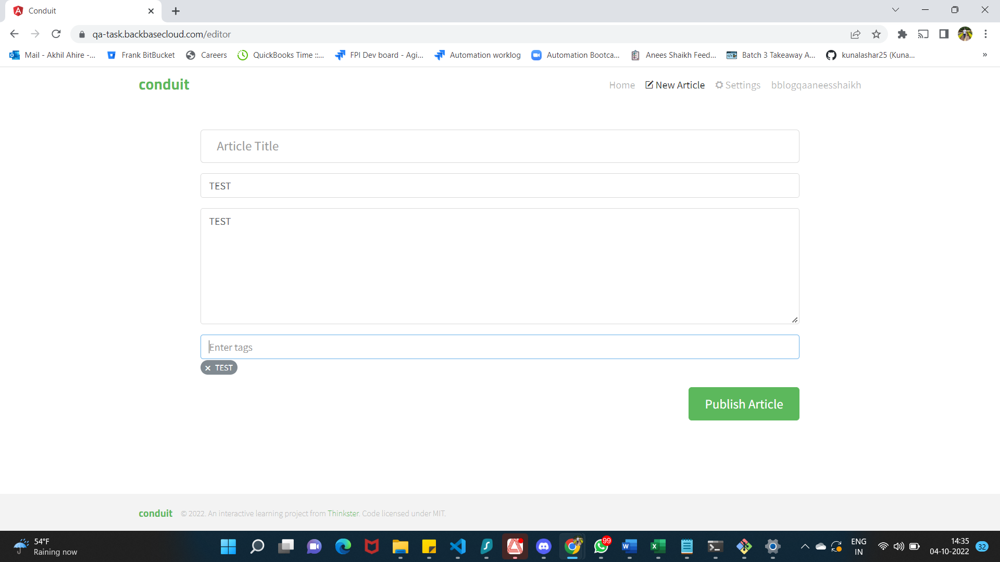 Conduit
qa-task.backbasecloud.com/editor
Mail - Akhil Ahire -...
Frank BitBucket
Careers
QuickBooks Time ::...
FPI Dev board - Agi...
Automation worklog
Automation Bootca...
Anees Shaikh Feed...
Batch 3 Takeaway A...
kunalashar25 (Kuna...
»
conduit
Home
New Article
Settings
bblogqaaneesshaikh
Article Title
TEST
TEST
Enter tags
× TEST
Publish Article
conduit © 2022. An interactive learning project from Thinkster. Code licensed under MIT.
54°F
Raining now
99
ENG
IN
14:35
04-10-2022
32